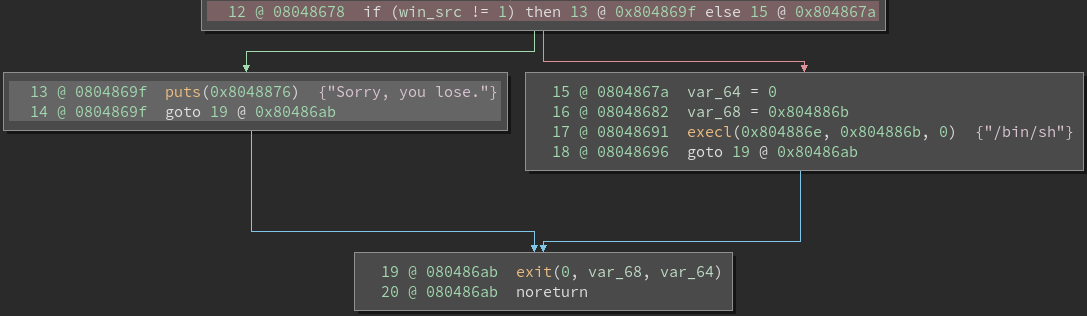 12 @ 08048678  if (win_src != 1) then 13 @ 0x804869f else 15 @ 0x804867a
13 @ 0804869f  puts(0x8048876)  {"Sorry, you lose."}
14 @ 0804869f  goto 19 @ 0x80486ab
15 @ 0804867a  var_64 = 0
16 @ 08048682  var_68 = 0x804886b
17 @ 08048691  execl(0x804886e, 0x804886b, 0)  {"/bin/sh"}
18 @ 08048696  goto 19 @ 0x80486ab
19 @ 080486ab  exit(0, var_68, var_64)
20 @ 080486ab  noreturn